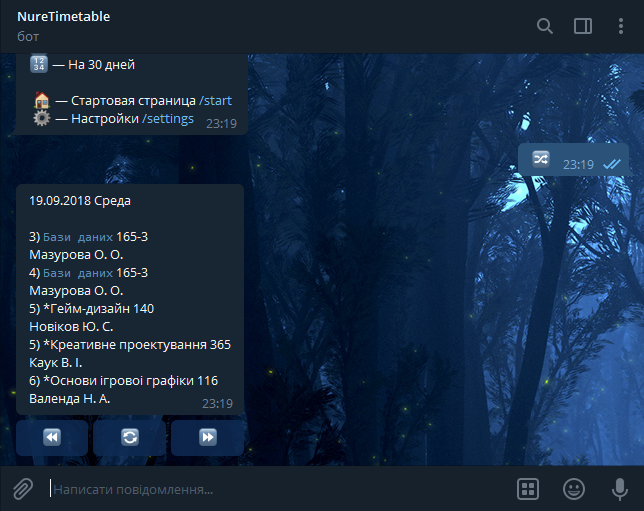 NureTimetable
бот
— На 30 дней
— Стартовая страница /start
— Настройки /settings
23:19
23:19
19.09.2018 Среда
3) Бази даних 165-3
Мазурова О. О.
4) Бази даних 165-3
Мазурова О. О.
5) *Гейм-дизайн 140
Новіков Ю. С.
5) *Креативне проектування 365
Каук В. І.
6) *Основи ігрової графіки 116
Валенда Н. А.
23:19
Написати повідомлення...